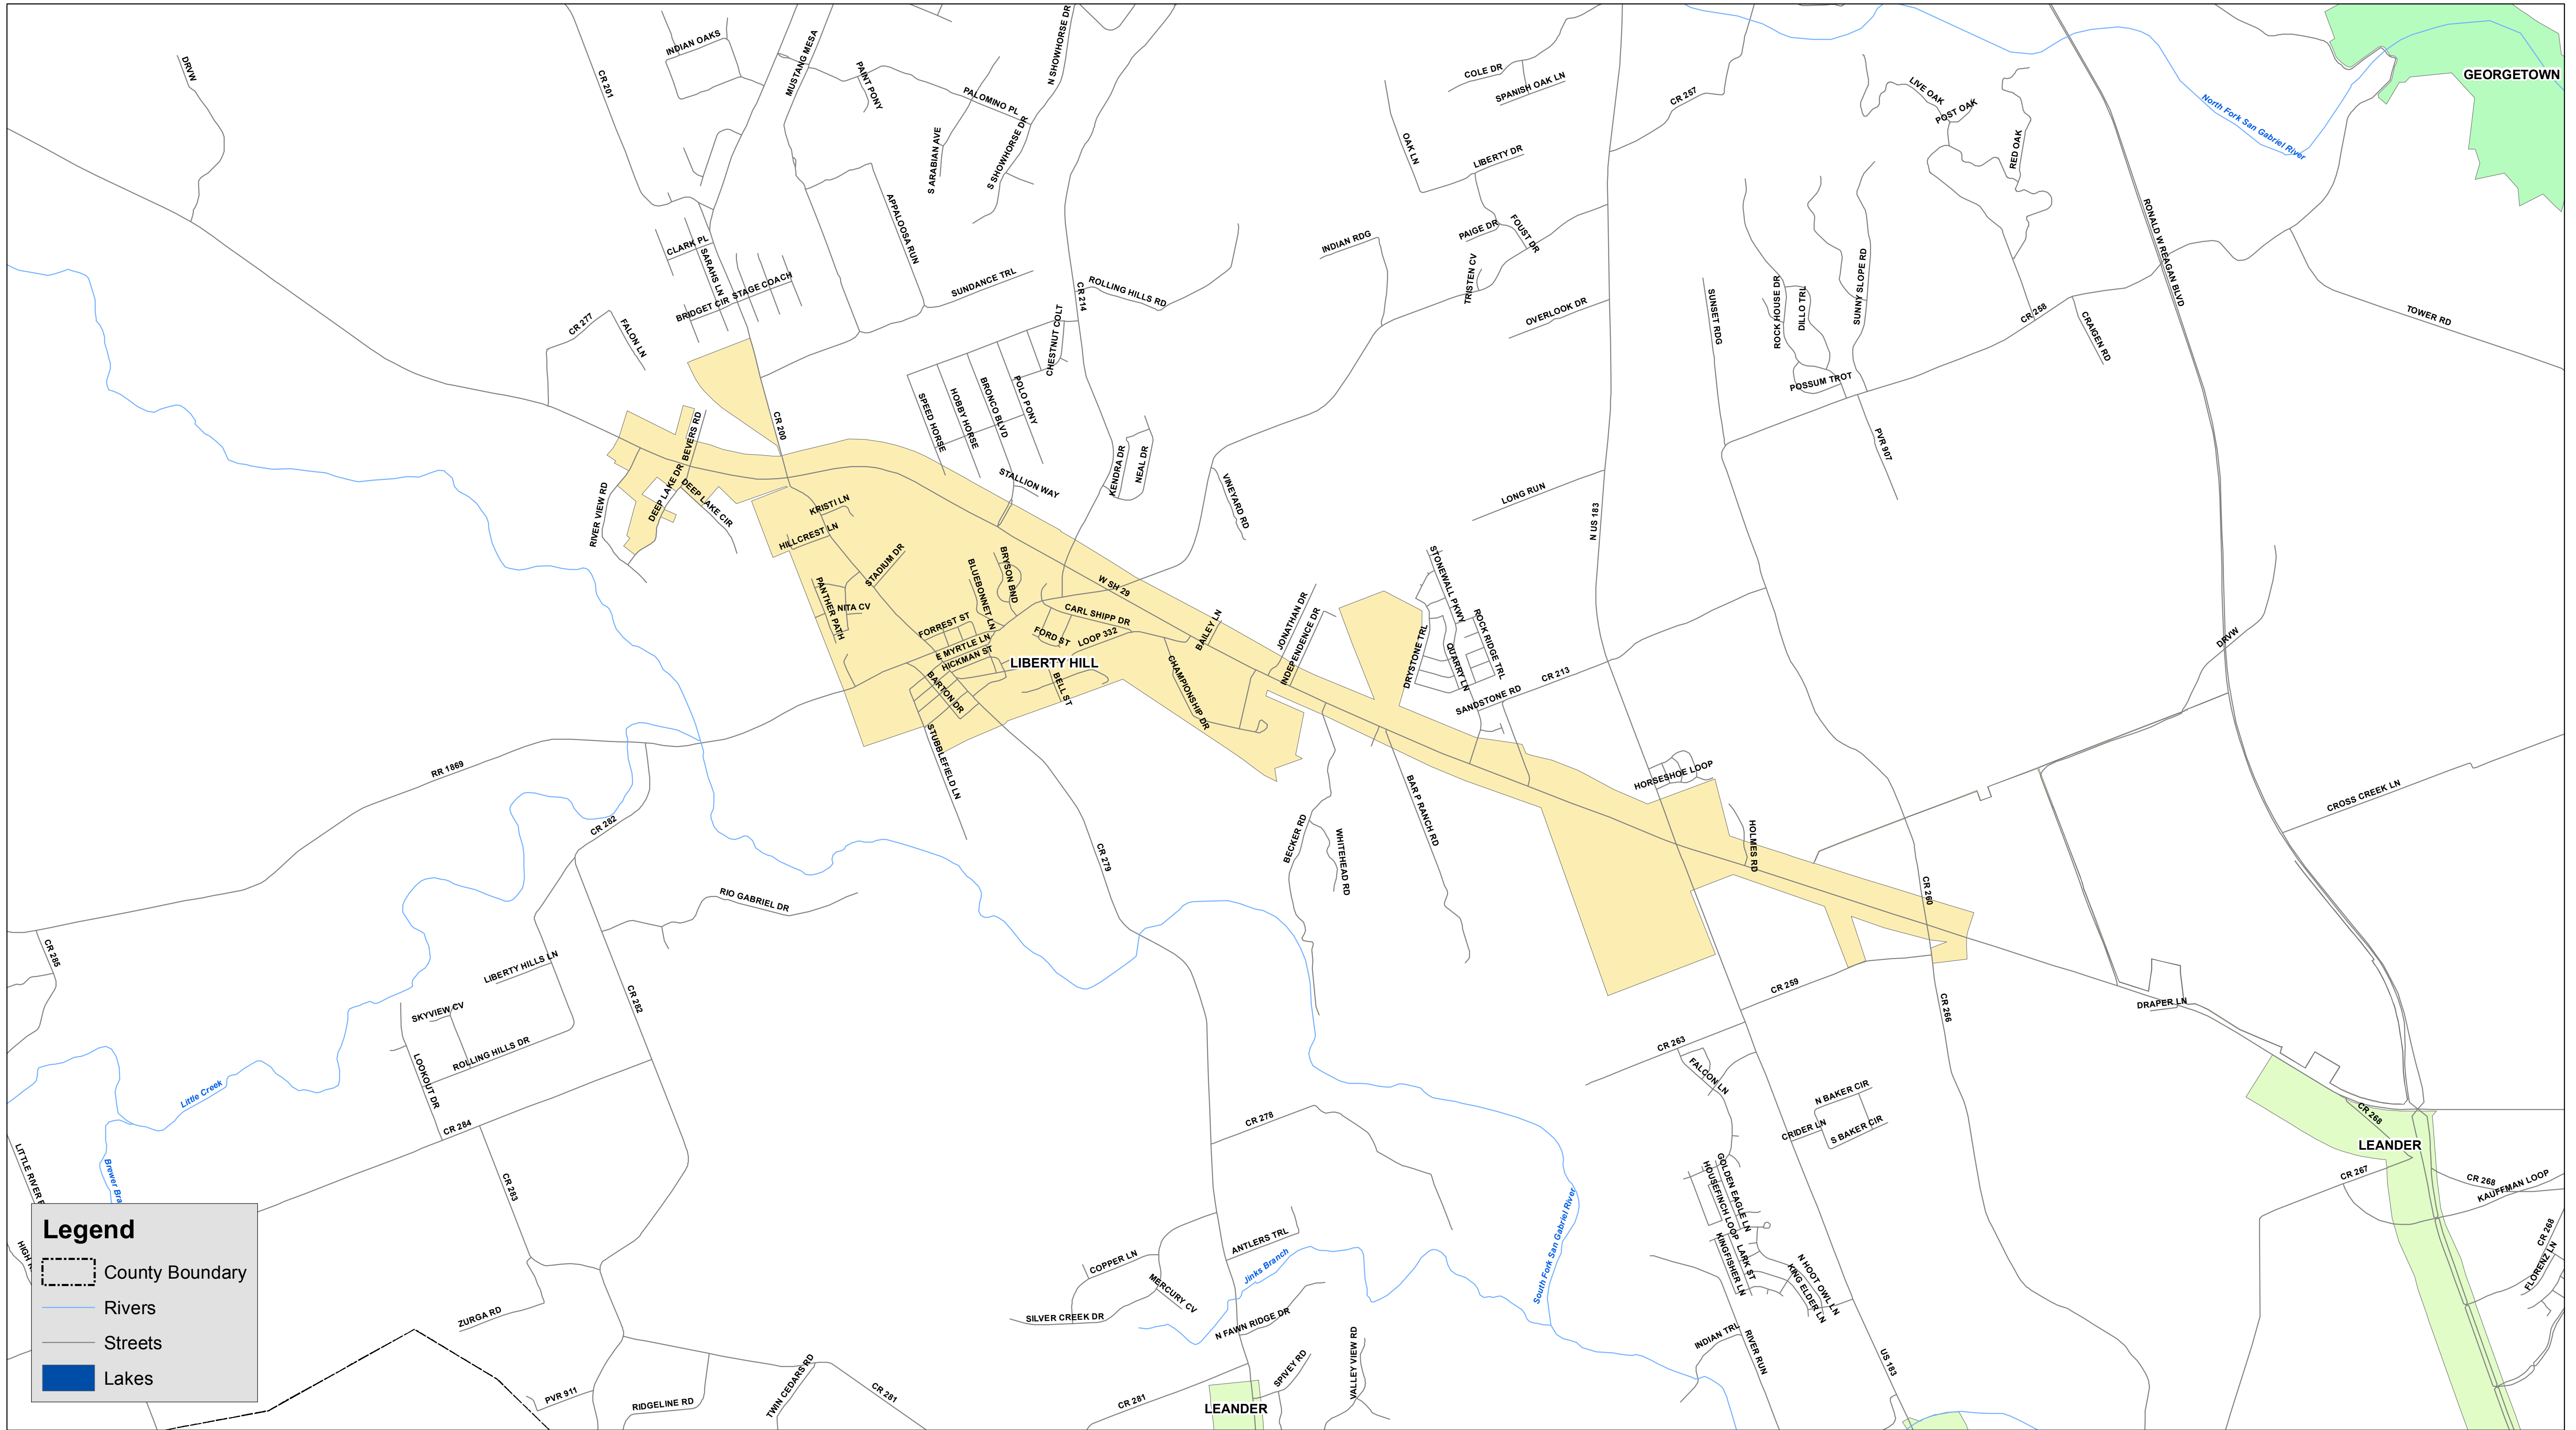 INDIAN OAKS
MUSTANG MESA
N SHOWHORSE DR
DRVW
CR 201
PAINT PONY
PALOMINO PL
COLE DR
SPANISH OAK LN
CR 257
LIVE OAK
POST OAK
GEORGETOWN
North Fork San Gabriel River
RED OAK
OAK LN
LIBERTY DR
S ARABIAN AVE
S SHOWHORSE DR
APPALOOSA RUN
CLARK PL
SARAHS LN
BRIDGET CIR
STAGE COACH
SUNDANCE TRL
CR 214
ROLLING HILLS RD
INDIAN RDG
PAIGE DR
FOUST DR
TRISTEN CV
OVERLOOK DR
RONALD W REAGAN BLVD
SUNSET RDG
ROCK HOUSE DR
DILLO TRL
SUNNY SLOPE RD
CR 258
CRAIGEN RD
TOWER RD
CR 277
FALON LN
CHESTNUT COLT
POSSUM TROT
CR 200
SPEED HORSE
HOBBY HORSE
BRONCO BLVD
POLO PONY
PVR 907
BEVERS RD
DEEP LAKE DR
DEEP LAKE CIR
RIVER VIEW RD
KRISTI LN
HILLCREST LN
STALLION WAY
KENDRA DR
NEAL DR
VINEYARD RD
LONG RUN
N US 183
STADIUM DR
PANTHER PATH
NITA CV
BLUEBONNET LN
BRYSON BND
W SH 29
FORREST ST
E MYRTLE LN
HICKMAN ST
BARTON DR
FORD ST
CARL SHIPP DR
LOOP 332
BAILEY LN
LIBERTY HILL
BELL ST
CHAMPIONSHIP DR
JONATHAN DR
INDEPENDENCE DR
STONEWALL PKWY
ROCK RIDGE TRL
DRYSTONE TRL
QUARRY LN
SANDSTONE RD
CR 213
DRVW
STUBBLEFIELD LN
RR 1869
HORSESHOE LOOP
CROSS CREEK LN
BAR P RANCH RD
BECKER RD
WHITEHEAD RD
HOLMES RD
CR 282
CR 279
CR 260
RIO GABRIEL DR
CR 285
LIBERTY HILLS LN
SKYVIEW CV
CR 282
ROLLING HILLS DR
LOOKOUT DR
CR 259
CR 266
DRAPER LN
CR 263
FALCON LN
Little Creek
N BAKER CIR
CRIDER LN
S BAKER CIR
CR 268
LEANDER
CR 284
CR 278
CR 267
CR 268
KAUFFMAN LOOP
LITTLE RIVER
Brewer Bra
CR 283
GOLDEN EAGLE LN
HOUSEFINCH LOOP
LARK ST
KINGFISHER LN
N HOOT OWL LN
KING ELDER LN
South Fork San Gabriel River
ANTLERS TRL
Jinks Branch
COPPER LN
MERCURY CV
SILVER CREEK DR
N FAWN RIDGE DR
CR 268
FLORENZ LN
ZURGA RD
INDIAN TRL
RIVER RUN
US 183
SPIVEY RD
VALLEY VIEW RD
PVR 911
RIDGELINE RD
TWIN CEDARS RD
CR 281
CR 281
LEANDER
HIGH
Legend
County Boundary
Rivers
Streets
Lakes